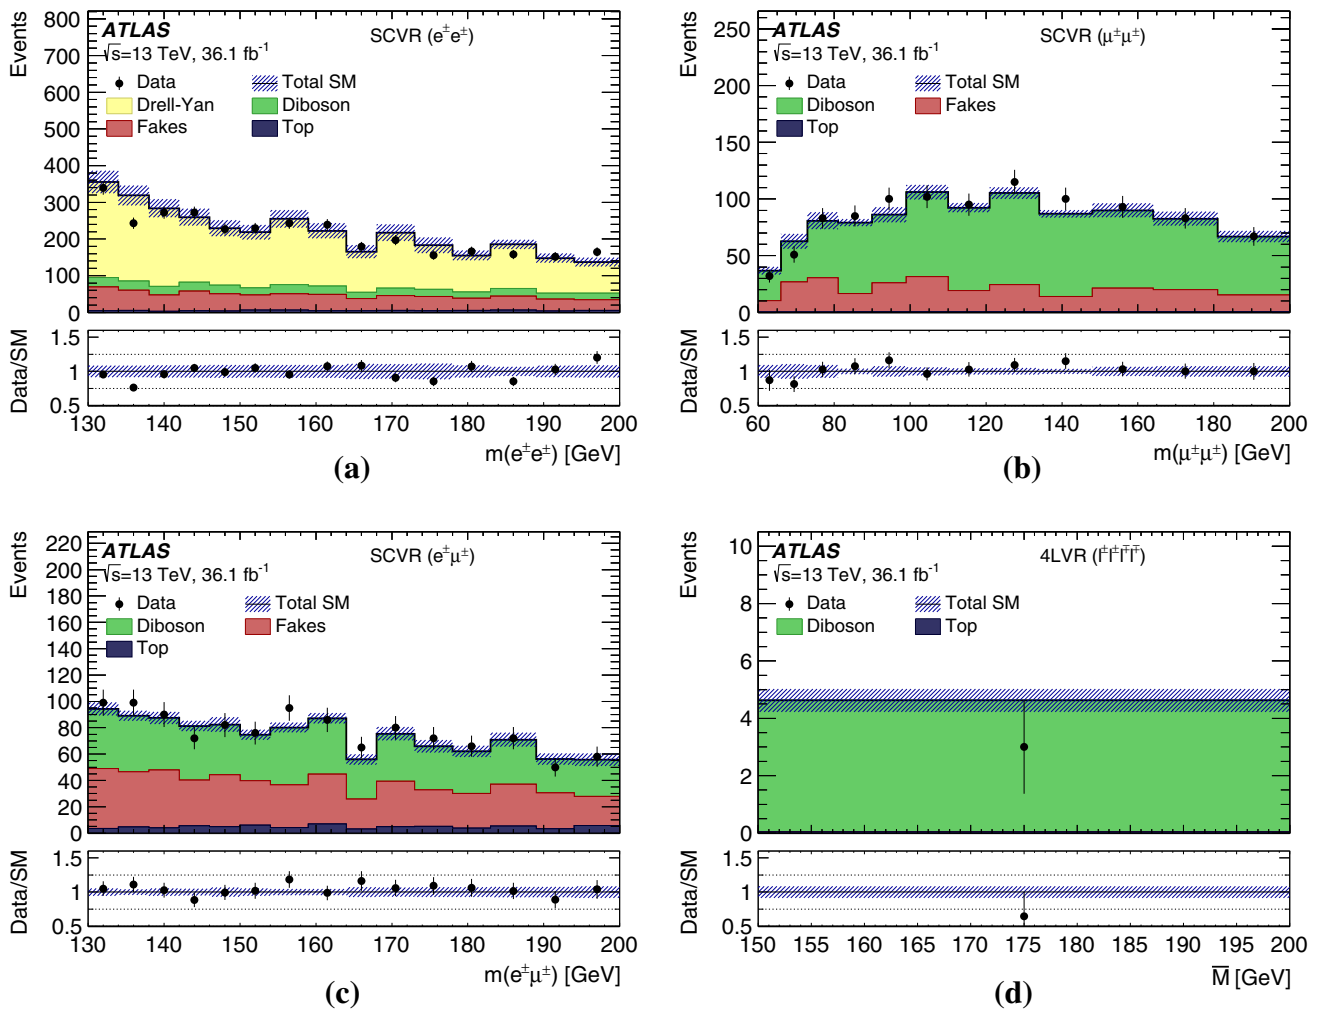 ATLAS
SCVR (e±e±)
√s=13 TeV, 36.1 fb-1
Data
Total SM
Drell-Yan
Diboson
Fakes
Top
Events
800
700
600
500
400
300
200
100
0
Data/SM
1.5
1
0.5
130 140 150 160 170 180 190 200
m(e±e±) [GeV]
(a)
ATLAS
SCVR (μ±μ±)
√s=13 TeV, 36.1 fb-1
Data
Total SM
Diboson
Fakes
Top
Events
250
200
150
100
50
0
Data/SM
1.5
1
0.5
60 80 100 120 140 160 180 200
m(μ±μ±) [GeV]
(b)
ATLAS
SCVR (e±μ±)
√s=13 TeV, 36.1 fb-1
Data
Total SM
Diboson
Fakes
Top
Events
220
200
180
160
140
120
100
80
60
40
20
0
Data/SM
1.5
1
0.5
130 140 150 160 170 180 190 200
m(e±μ±) [GeV]
(c)
ATLAS
4LVR (l±l±l∓l∓)
√s=13 TeV, 36.1 fb-1
Data
Total SM
Diboson
Top
Events
10
8
6
4
2
0
Data/SM
1.5
1
0.5
150 155 160 165 170 175 180 185 190 195 200
M̅ [GeV]
(d)